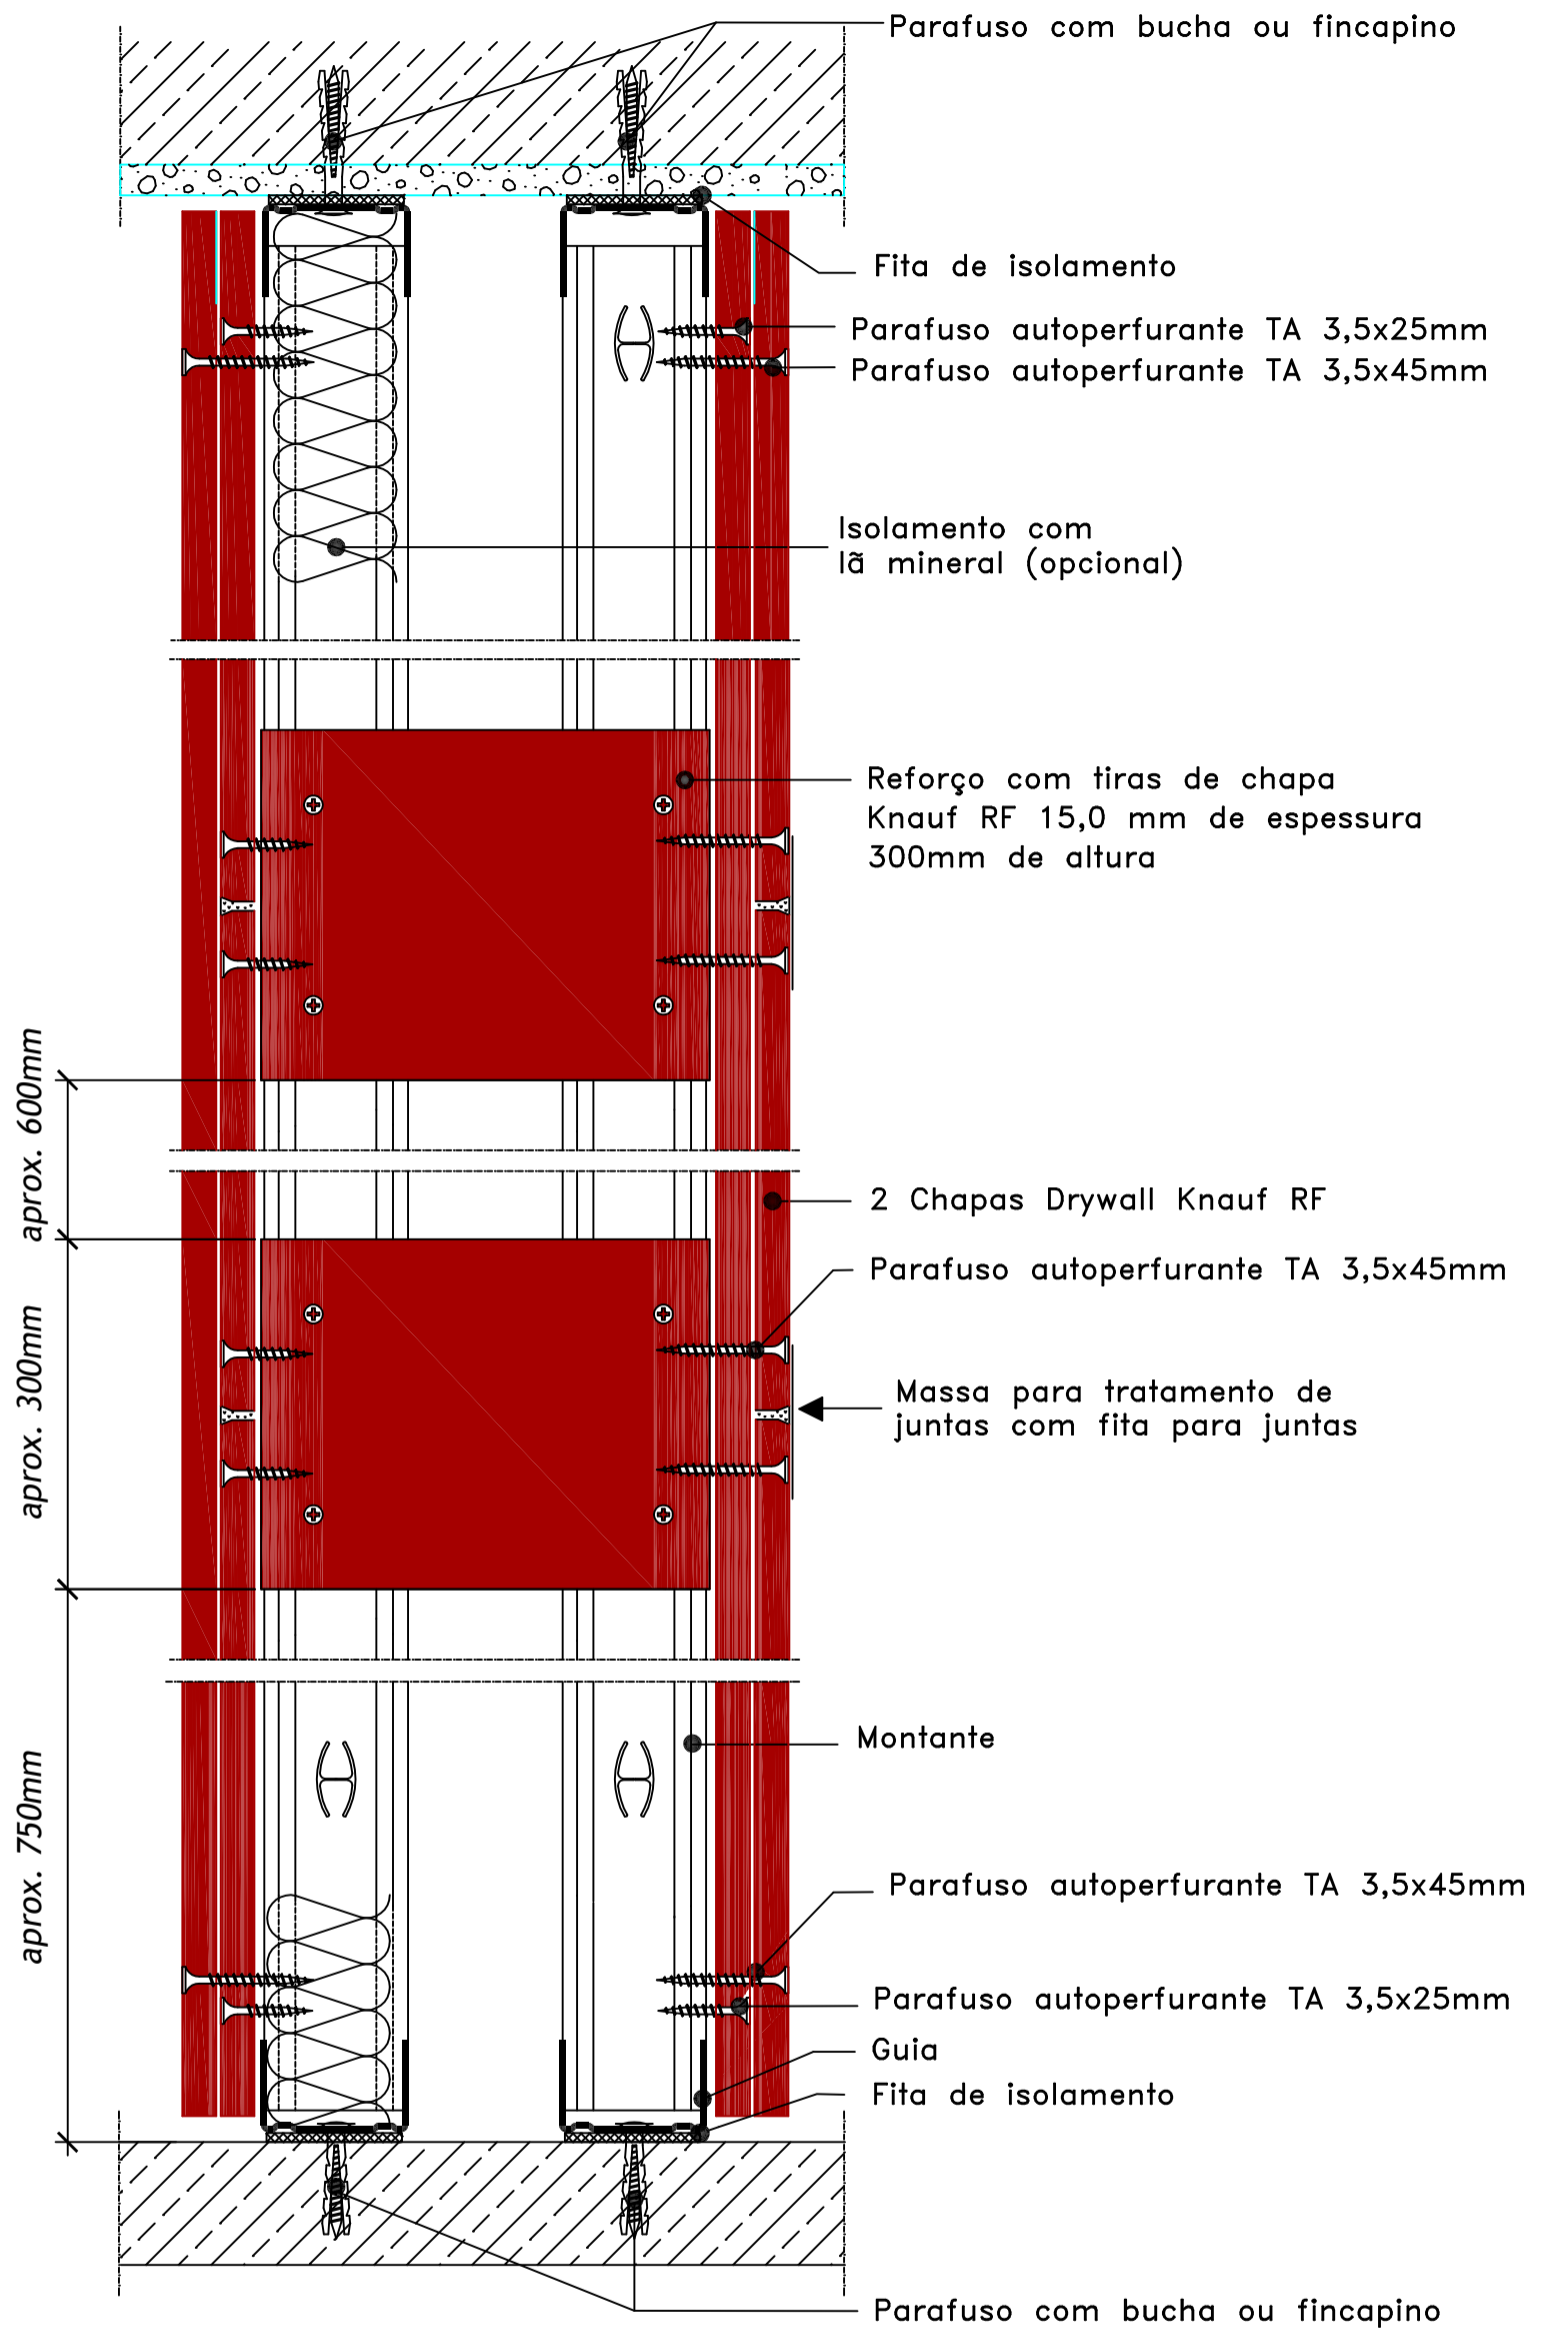 Parafuso com bucha ou fincapino
Fita de isolamento
Parafuso autoperfurante TA 3,5x25mm
Parafuso autoperfurante TA 3,5x45mm
Isolamento com
lã mineral (opcional)
Reforço com tiras de chapa
Knauf RF 15,0 mm de espessura
300mm de altura
aprox. 600mm
2 Chapas Drywall Knauf RF
Parafuso autoperfurante TA 3,5x45mm
aprox. 300mm
Massa para tratamento de
juntas com fita para juntas
Montante
aprox. 750mm
Parafuso autoperfurante TA 3,5x45mm
Parafuso autoperfurante TA 3,5x25mm
Guia
Fita de isolamento
Parafuso com bucha ou fincapino